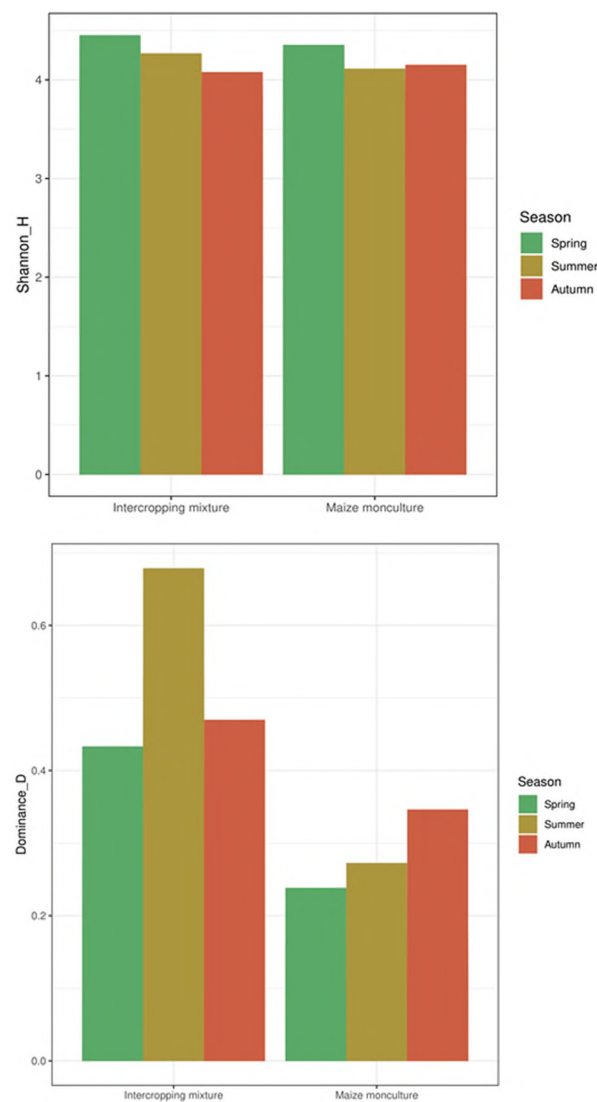 Shannon_H
4
3
2
1
0
Intercropping mixture
Maize monculture
Season
Spring
Summer
Autumn
Dominance_D
0.6
0.4
0.2
0.0
Intercropping mixture
Maize monculture
Season
Spring
Summer
Autumn